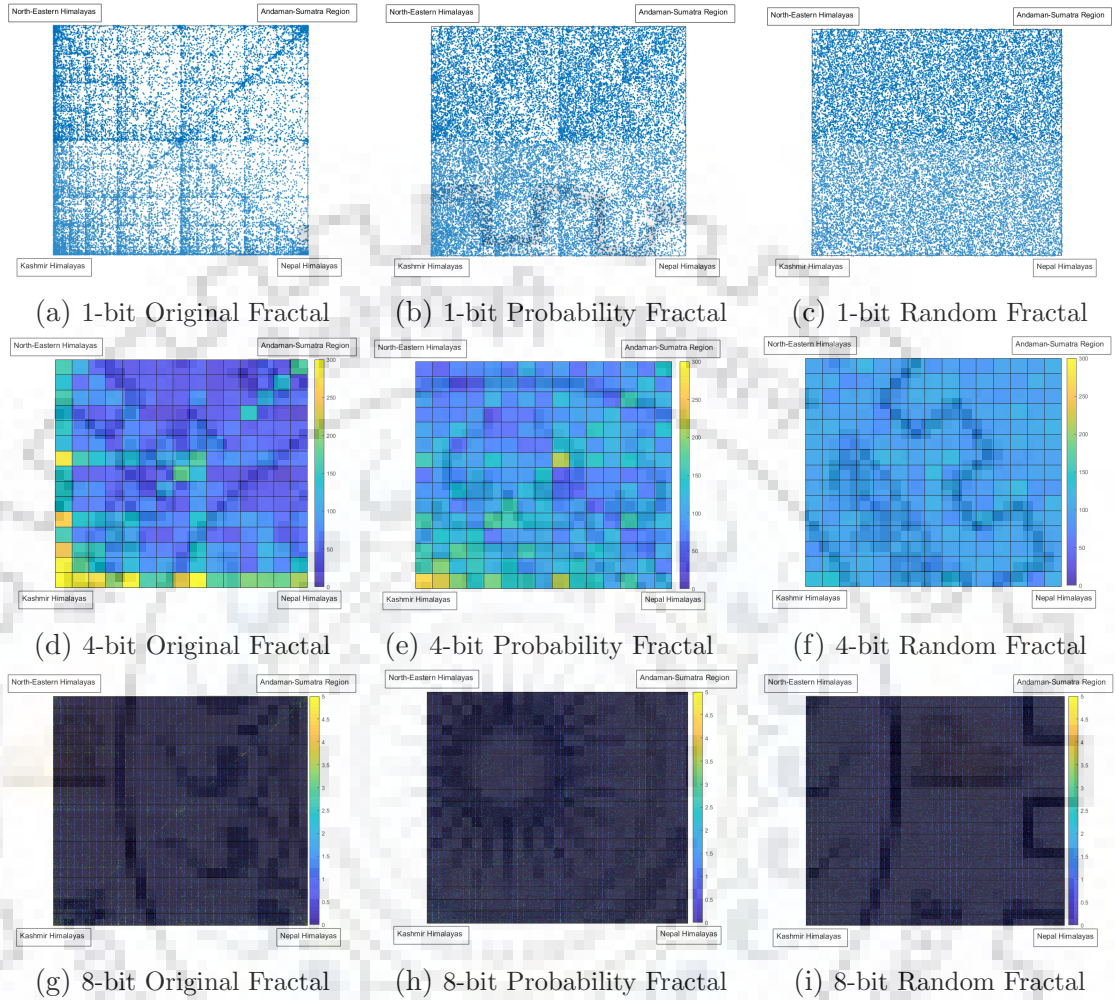 North-Eastern Himalayas
Andaman-Sumatra Region
North-Eastern Himalayas
Andaman-Sumatra Region
North-Eastern Himalayas
Andaman-Sumatra Region
Kashmir Himalayas
Nepal Himalayas
Kashmir Himalayas
Nepal Himalayas
Kashmir Himalayas
Nepal Himalayas
(a) 1-bit Original Fractal
(b) 1-bit Probability Fractal
(c) 1-bit Random Fractal
North-Eastern Himalayas
Andaman-Sumatra Region
300
250
200
150
100
50
0
Kashmir Himalayas
Nepal Himalayas
North-Eastern Himalayas
Andaman-Sumatra Region
300
250
200
150
100
50
0
Kashmir Himalayas
Nepal Himalayas
North-Eastern Himalayas
Andaman-Sumatra Region
300
250
200
150
100
50
0
Kashmir Himalayas
Nepal Himalayas
(d) 4-bit Original Fractal
(e) 4-bit Probability Fractal
(f) 4-bit Random Fractal
North-Eastern Himalayas
Andaman-Sumatra Region
5
4.5
4
3.5
3
2.5
2
1.5
1
0.5
0
Kashmir Himalayas
Nepal Himalayas
North-Eastern Himalayas
Andaman-Sumatra Region
5
4.5
4
3.5
3
2.5
2
1.5
1
0.5
0
Kashmir Himalayas
Nepal Himalayas
North-Eastern Himalayas
Andaman-Sumatra Region
5
4.5
4
3.5
3
2.5
2
1.5
1
0.5
0
Kashmir Himalayas
Nepal Himalayas
(g) 8-bit Original Fractal
(h) 8-bit Probability Fractal
(i) 8-bit Random Fractal